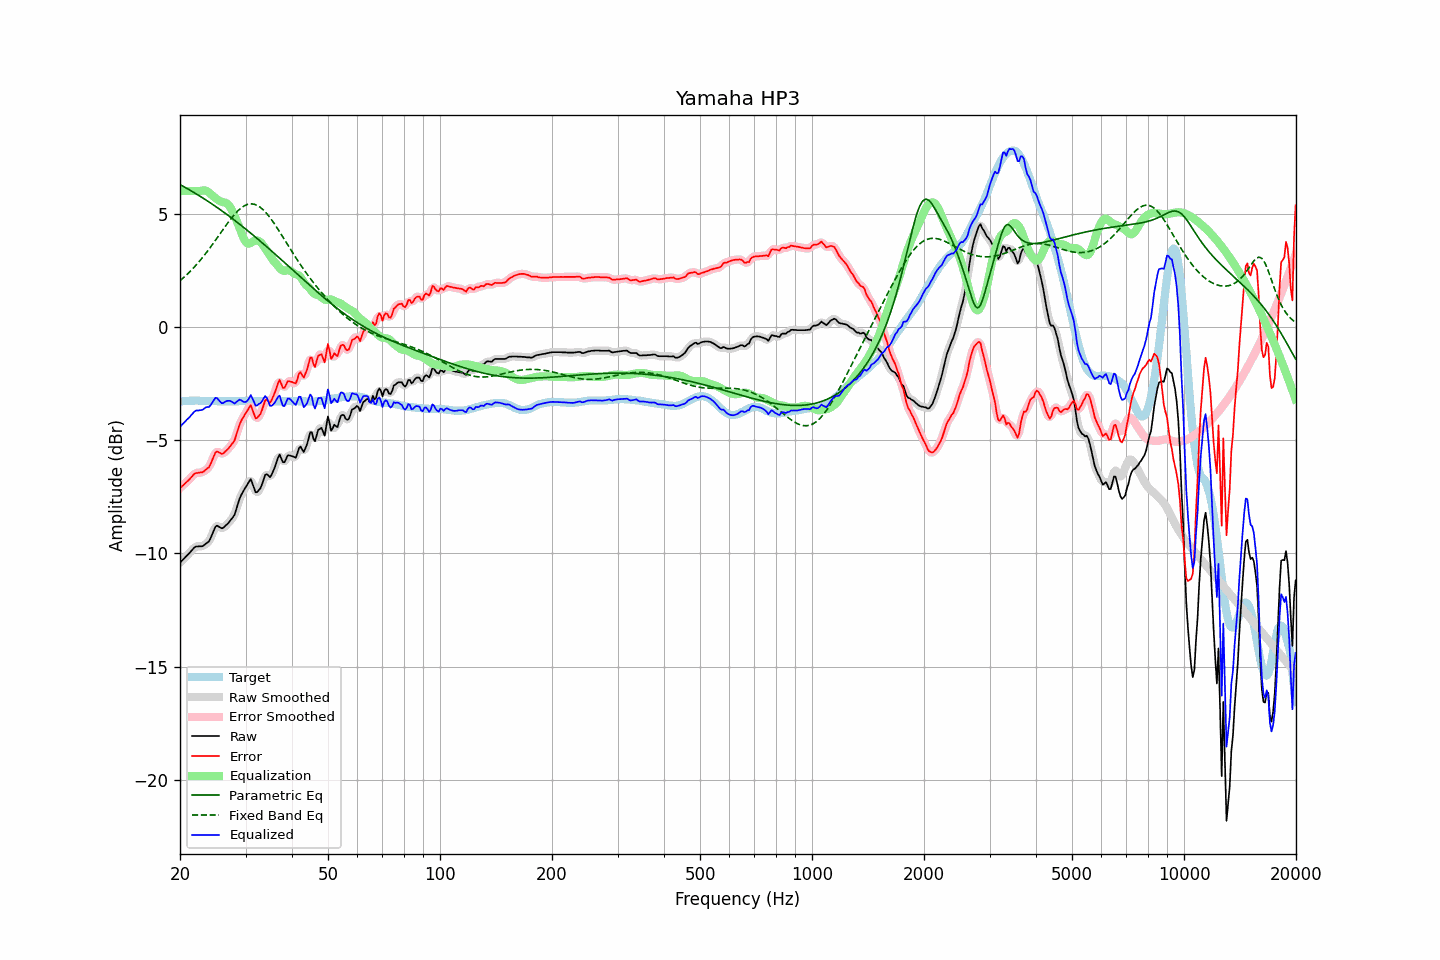 Yamaha HP3
Amplitude (dBr)
5
0
−5
−10
−15
−20
Target
Raw Smoothed
Error Smoothed
Raw
Error
Equalization
Parametric Eq
Fixed Band Eq
Equalized
20 50 100 200 500 1000 2000 5000 10000 20000
Frequency (Hz)